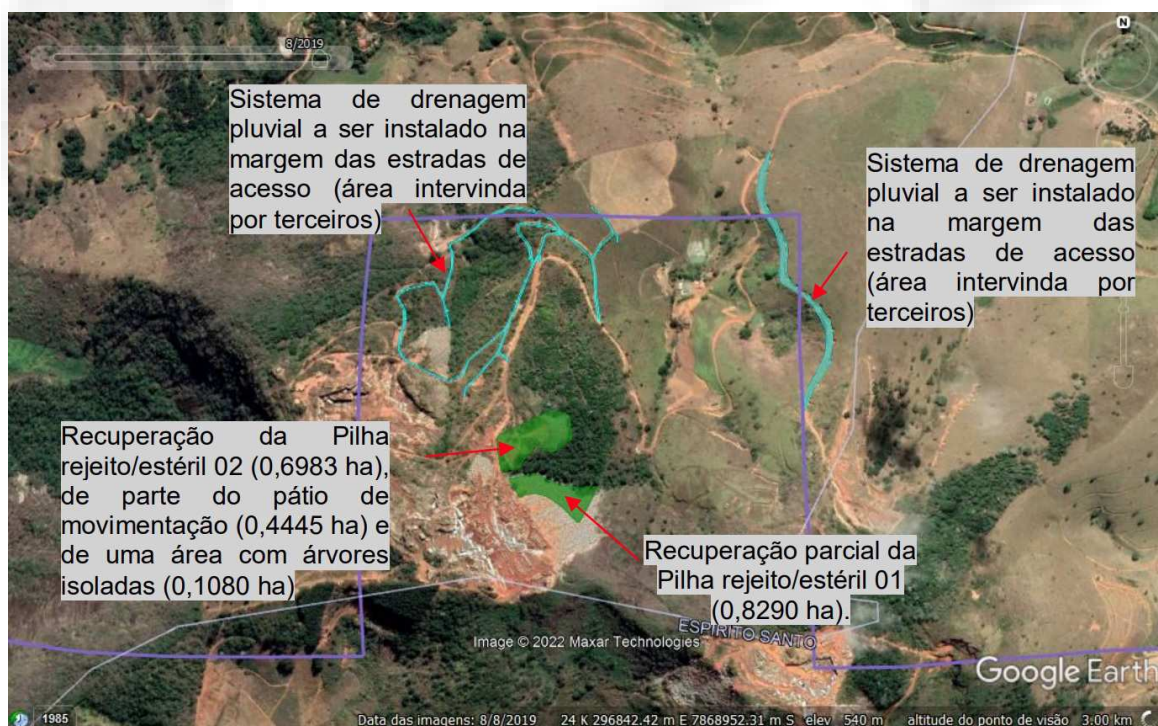 8/2019
N
Sistema de drenagem
pluvial a ser instalado na
margem das estradas de
acesso (área intervinda
por terceiros)
Sistema de drenagem
pluvial a ser instalado
na margem das
estradas de acesso
(área intervinda por
terceiros)
Recuperação da Pilha
rejeito/estéril 02 (0,6983 ha),
de parte do pátio de
movimentação (0,4445 ha) e
de uma área com árvores
isoladas (0,1080 ha)
Recuperação parcial da
Pilha rejeito/estéril 01
(0,8290 ha).
ESPIRITO SANTO
Image © 2022 Maxar Technologies
Google Earth
1985
Data das imagens: 8/8/2019 24 K 296842.42 m E 7868952.31 m S elev 540 m altitude do ponto de visão 3.00 km